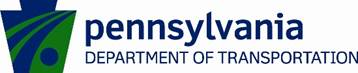 pennsylvania
DEPARTMENT OF TRANSPORTATION